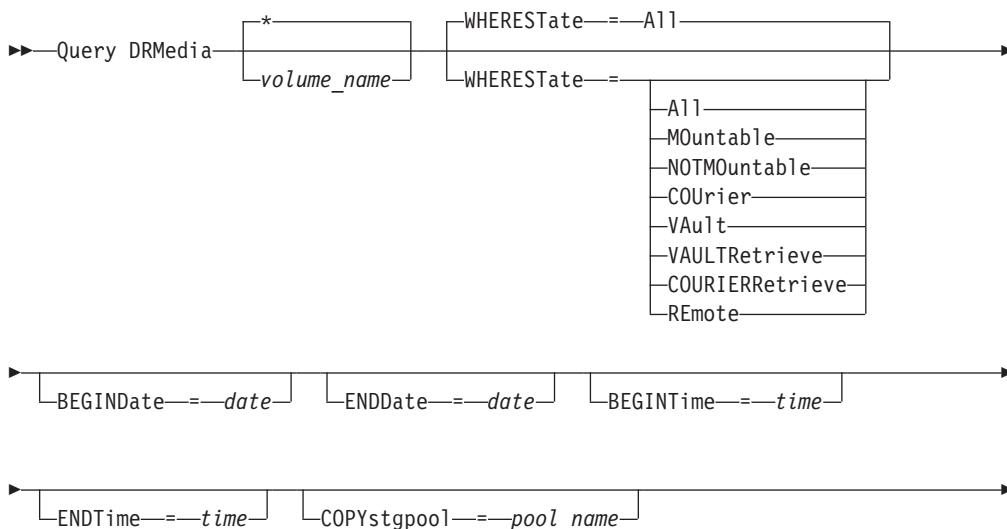 * WHERESTate = All
Query DRMedia
volume_name WHERESTate =
All
MOuntable
NOTMOuntable
COUrier
VAult
VAULTRetrieve
COURIERRetrieve
REmote
BEGINDate = date ENDDate = date BEGINTime = time
ENDTime = time COPYstgpool = pool name